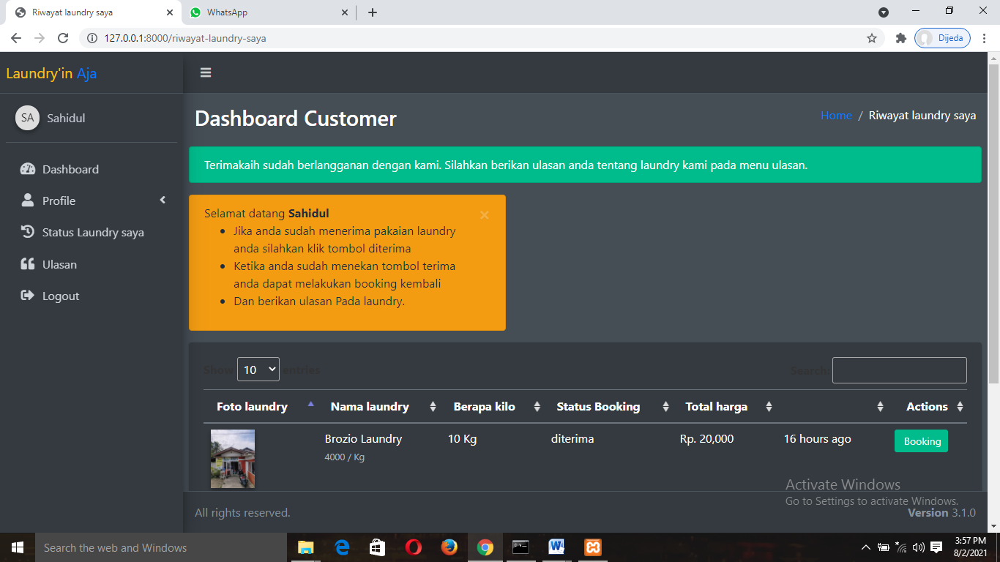 Riwayat laundry saya
WhatsApp
127.0.0.1:8000/riwayat-laundry-saya
Dijeda
Laundry'in Aja
SA Sahidul
Dashboard
Profile
Status Laundry saya
Ulasan
Logout
Dashboard Customer
Home / Riwayat laundry saya
Terimakaih sudah berlangganan dengan kami. Silahkan berikan ulasan anda tentang laundry kami pada menu ulasan.
Selamat datang Sahidul
×
• Jika anda sudah menerima pakaian laundry
anda silahkan klik tombol diterima
• Ketika anda sudah menekan tombol terima
anda dapat melakukan booking kembali
• Dan berikan ulasan Pada laundry.
Show 10 entries
Search:
Foto laundry Nama laundry Berapa kilo Status Booking Total harga Actions
Brozio Laundry 10 Kg diterima Rp. 20,000 16 hours ago Booking
4000 / Kg
Activate Windows
Go to Settings to activate Windows.
All rights reserved.
Version 3.1.0
Search the web and Windows
3:57 PM
8/2/2021